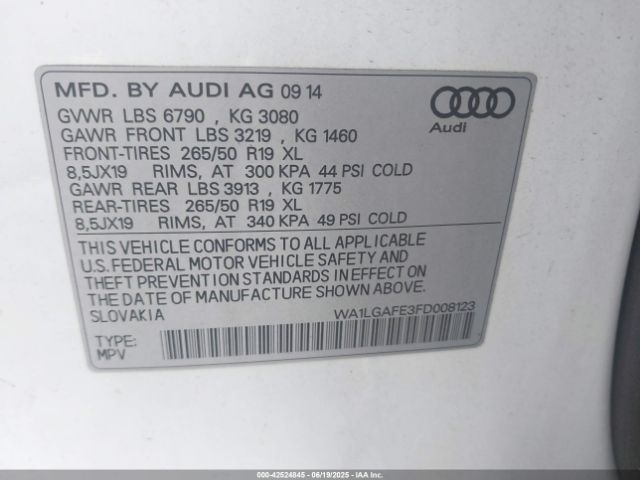 MFD. BY AUDI AG 09 14
GVWR LBS 6790 , KG 3080
GAWR FRONT LBS 3219 , KG 1460
FRONT-TIRES 265/50 R19 XL
8,5JX19 RIMS, AT 300 KPA 44 PSI COLD
GAWR REAR LBS 3913 , KG 1775
REAR-TIRES 265/50 R19 XL
8,5JX19 RIMS, AT 340 KPA 49 PSI COLD
Audi
THIS VEHICLE CONFORMS TO ALL APPLICABLE
U.S. FEDERAL MOTOR VEHICLE SAFETY AND
THEFT PREVENTION STANDARDS IN EFFECT ON
THE DATE OF MANUFACTURE SHOWN ABOVE.
SLOVAKIA WA1LGAFE3FD008123
TYPE:
MPV
000-42524845 - 06/19/2025 - IAA Inc.